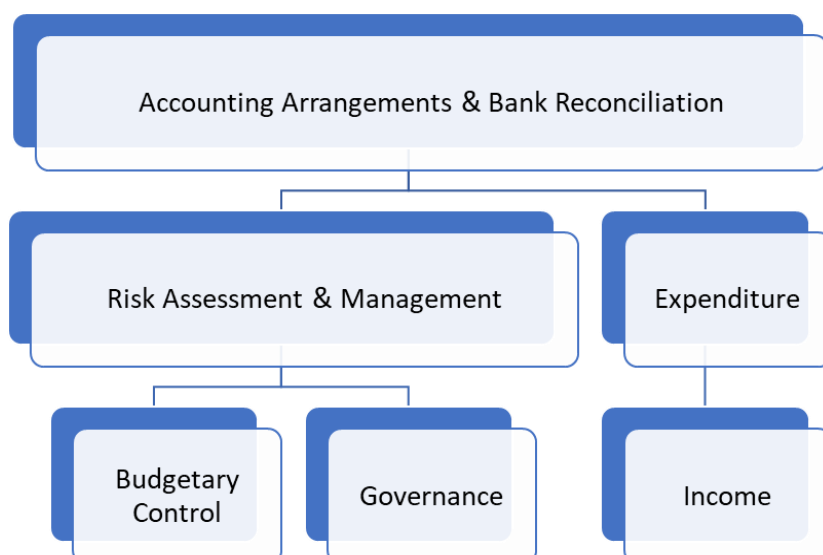 Accounting Arrangements & Bank Reconciliation
Risk Assessment & Management
Expenditure
Budgetary
Control
Governance
Income